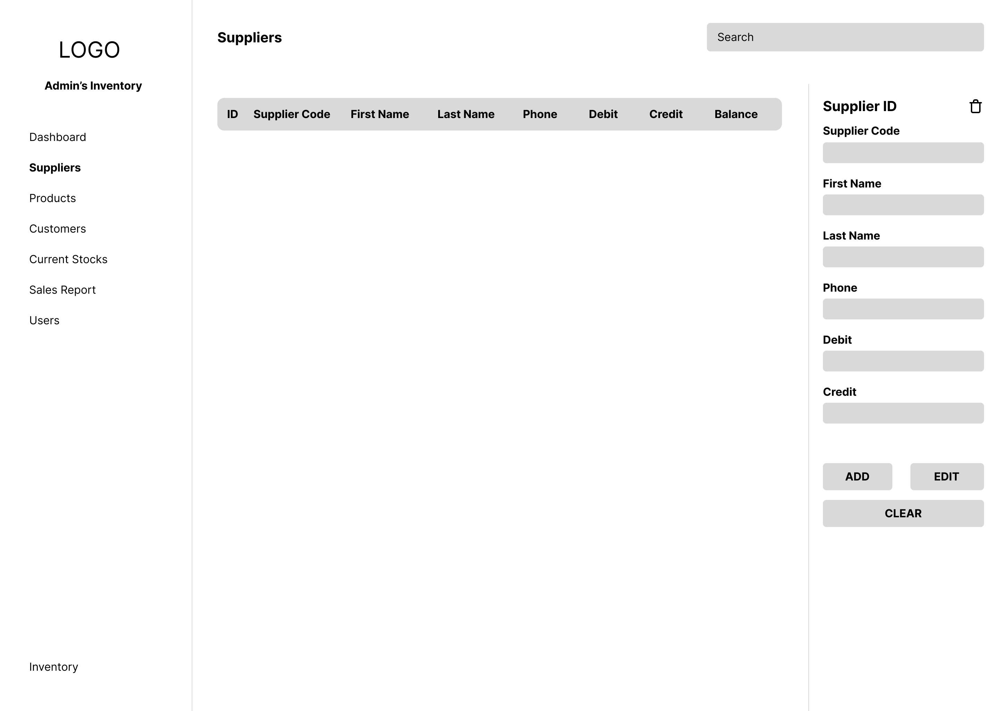 LOGO
Admin’s Inventory
Dashboard
Suppliers
Products
Customers
Current Stocks
Sales Report
Users
Inventory
Suppliers
Search
ID Supplier Code First Name Last Name Phone Debit Credit Balance
Supplier ID
Supplier Code
First Name
Last Name
Phone
Debit
Credit
ADD EDIT
CLEAR